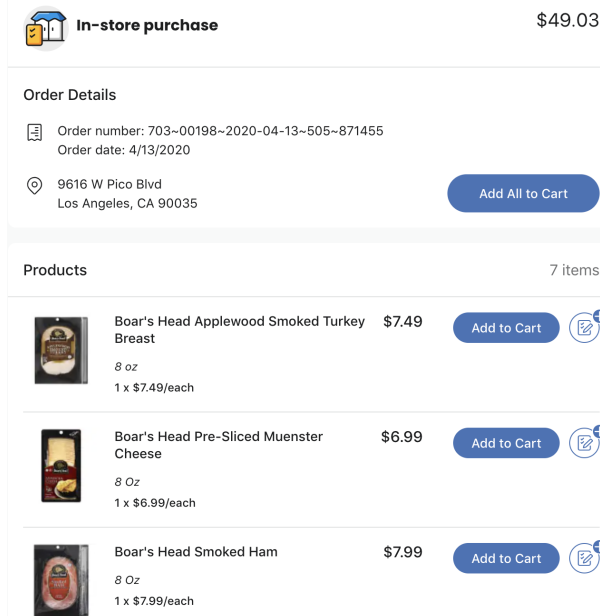 In-store purchase
$49.03
Order Details
Order number: 703~00198~2020-04-13~505~871455
Order date: 4/13/2020
9616 W Pico Blvd
Los Angeles, CA 90035
Add All to Cart
Products
7 items
Boar's Head Applewood Smoked Turkey
Breast
$7.49
Add to Cart
8 oz
1 x $7.49/each
Boar's Head Pre-Sliced Muenster
Cheese
$6.99
Add to Cart
8 Oz
1 x $6.99/each
Boar's Head Smoked Ham
$7.99
Add to Cart
8 Oz
1 x $7.99/each